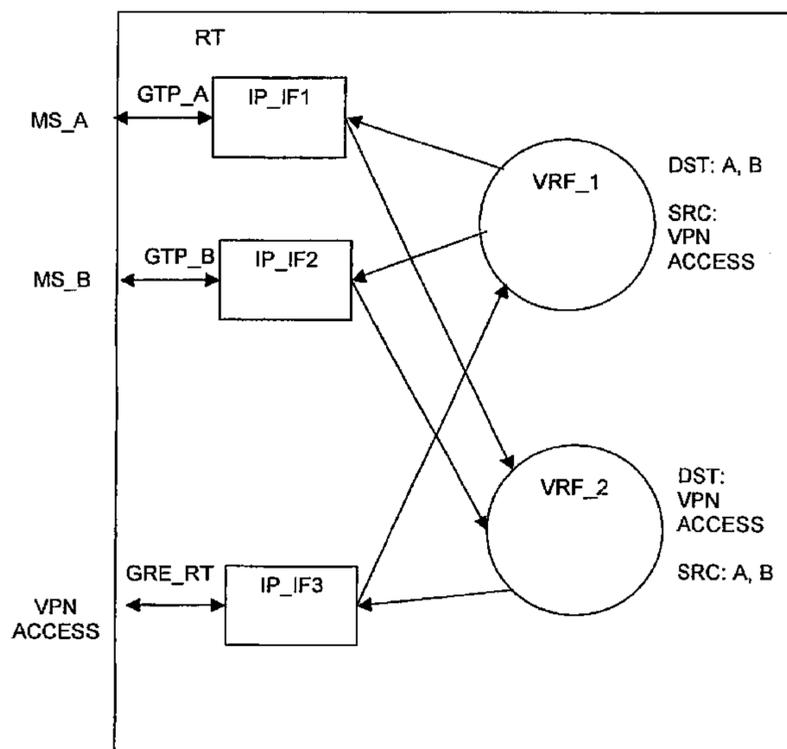 RT
GTP_A
IP_IF1
MS_A
VRF_1
DST: A, B
SRC:
VPN
ACCESS
GTP_B
IP_IF2
MS_B
VRF_2
DST:
VPN
ACCESS
SRC: A, B
GRE_RT
IP_IF3
VPN
ACCESS